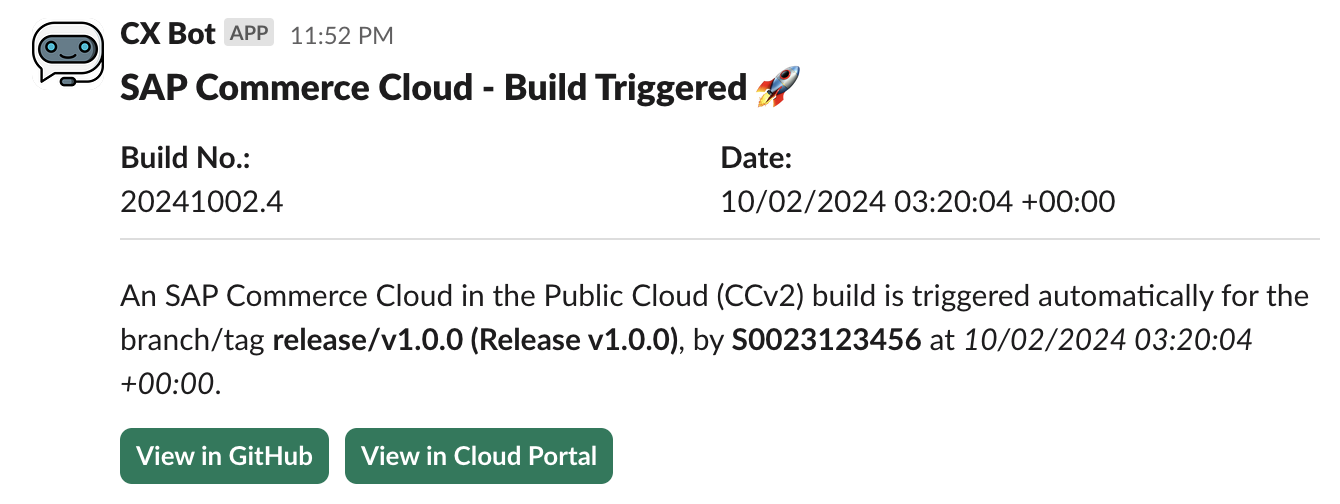 CX Bot APP 11:52 PM
SAP Commerce Cloud - Build Triggered 🚀
Build No.: Date:
20241002.4 10/02/2024 03:20:04 +00:00
An SAP Commerce Cloud in the Public Cloud (CCv2) build is triggered automatically for the
branch/tag release/v1.0.0 (Release v1.0.0), by S0023123456 at 10/02/2024 03:20:04
+00:00.
View in GitHub View in Cloud Portal